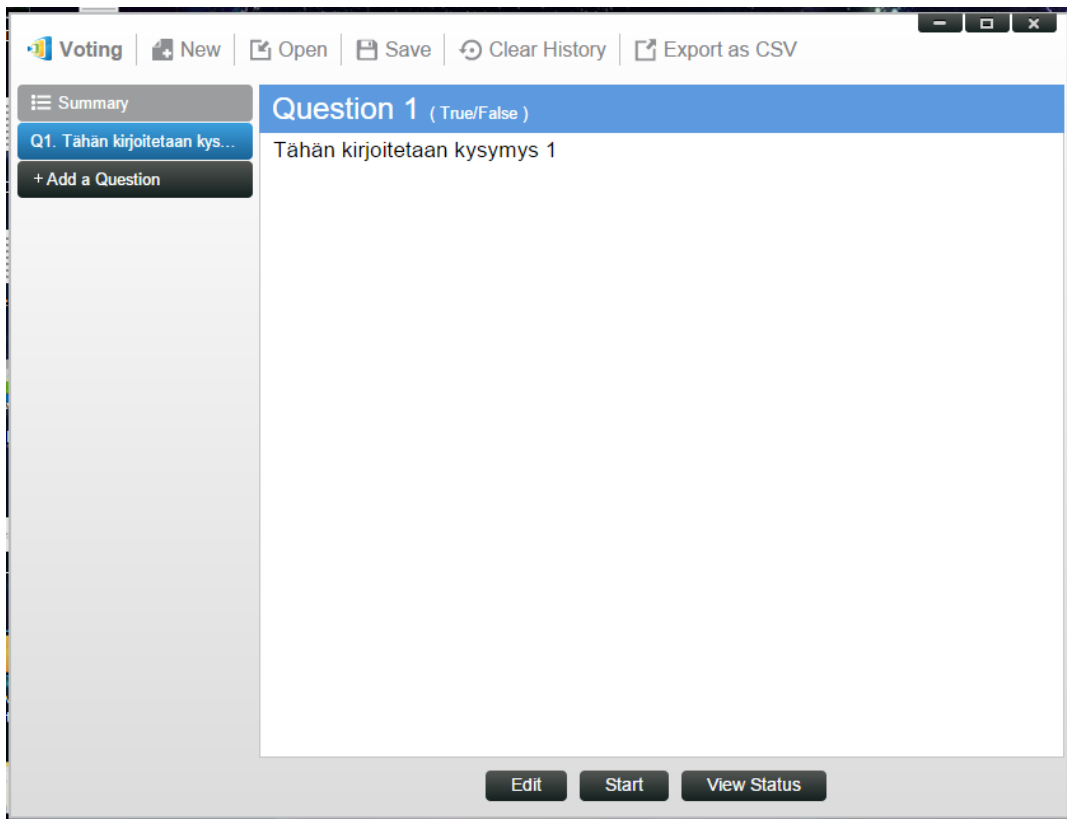 Voting New Open Save Clear History Export as CSV
Summary
Q1. Tähän kirjoitetaan kys...
+ Add a Question
Question 1 ( True/False )
Tähän kirjoitetaan kysymys 1
Edit Start View Status